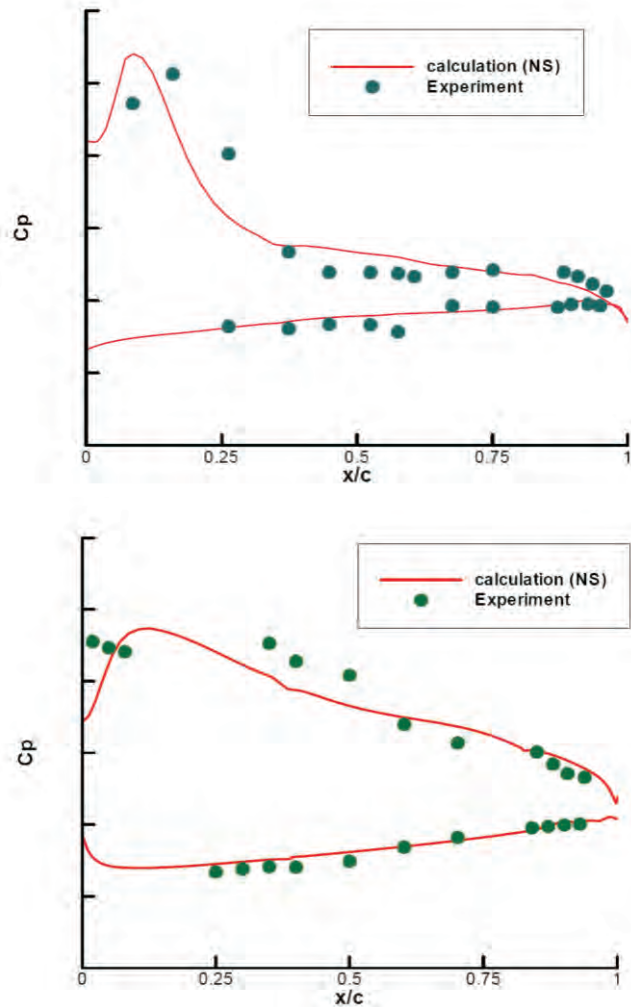 calculation (NS)
Experiment
Cp
0 0.25 0.5 0.75 1
x/c
calculation (NS)
Experiment
Cp
0 0.25 0.5 0.75 1
x/c